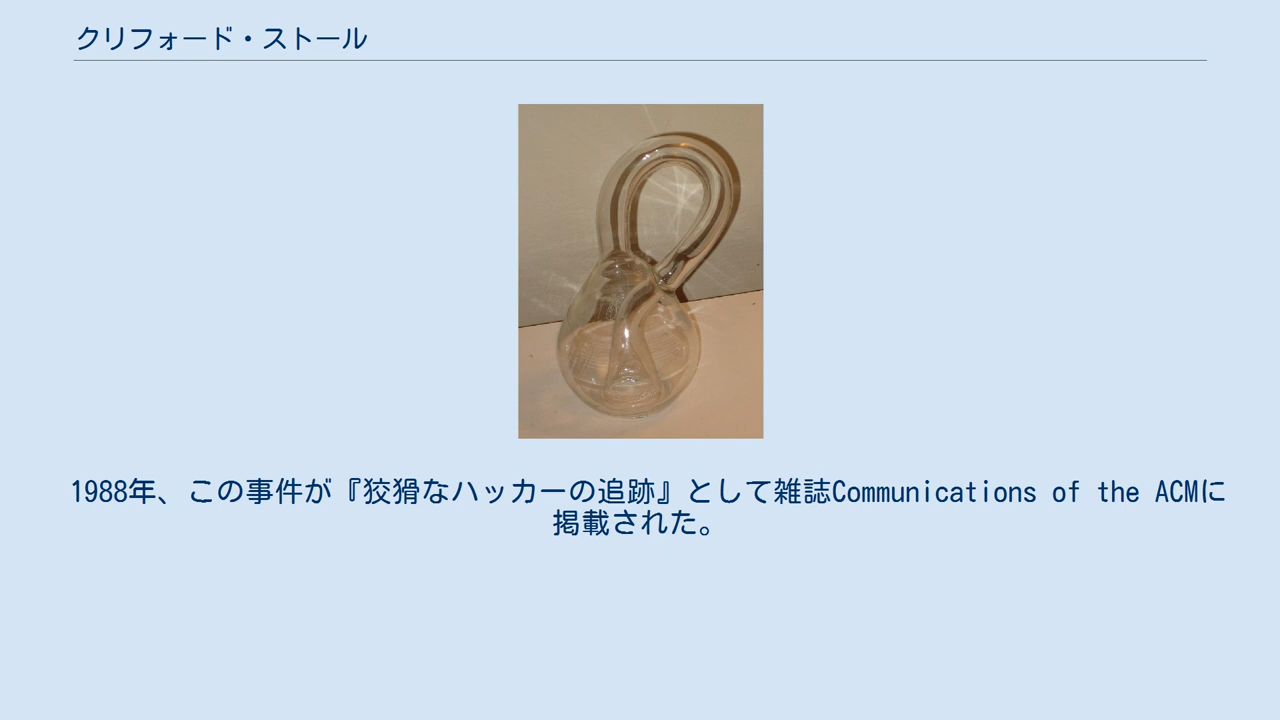 クリフォード・ストール
1988年、この事件が『狡猾なハッカーの追跡』として雑誌Communications of the ACMに
掲載された。